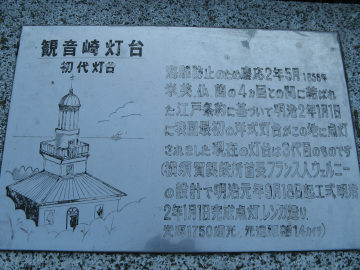 観音崎灯台
初代灯台
海難防止のため慶応2年5月1866年
英米仏蘭の4ヵ国との間に結ばれ
た江戸条約に基づいて明治2年1月1日
に我国最初の洋式灯台がこの地に点灯
されました現在の灯台は3代目のものです
(横須賀製鉄所首長フランス人ウェルニー
の設計で明治元年9月18日起工式明治
2年1月1日完成点灯、レンガ造り、
光力1750燭光、光達距離14カイリ)